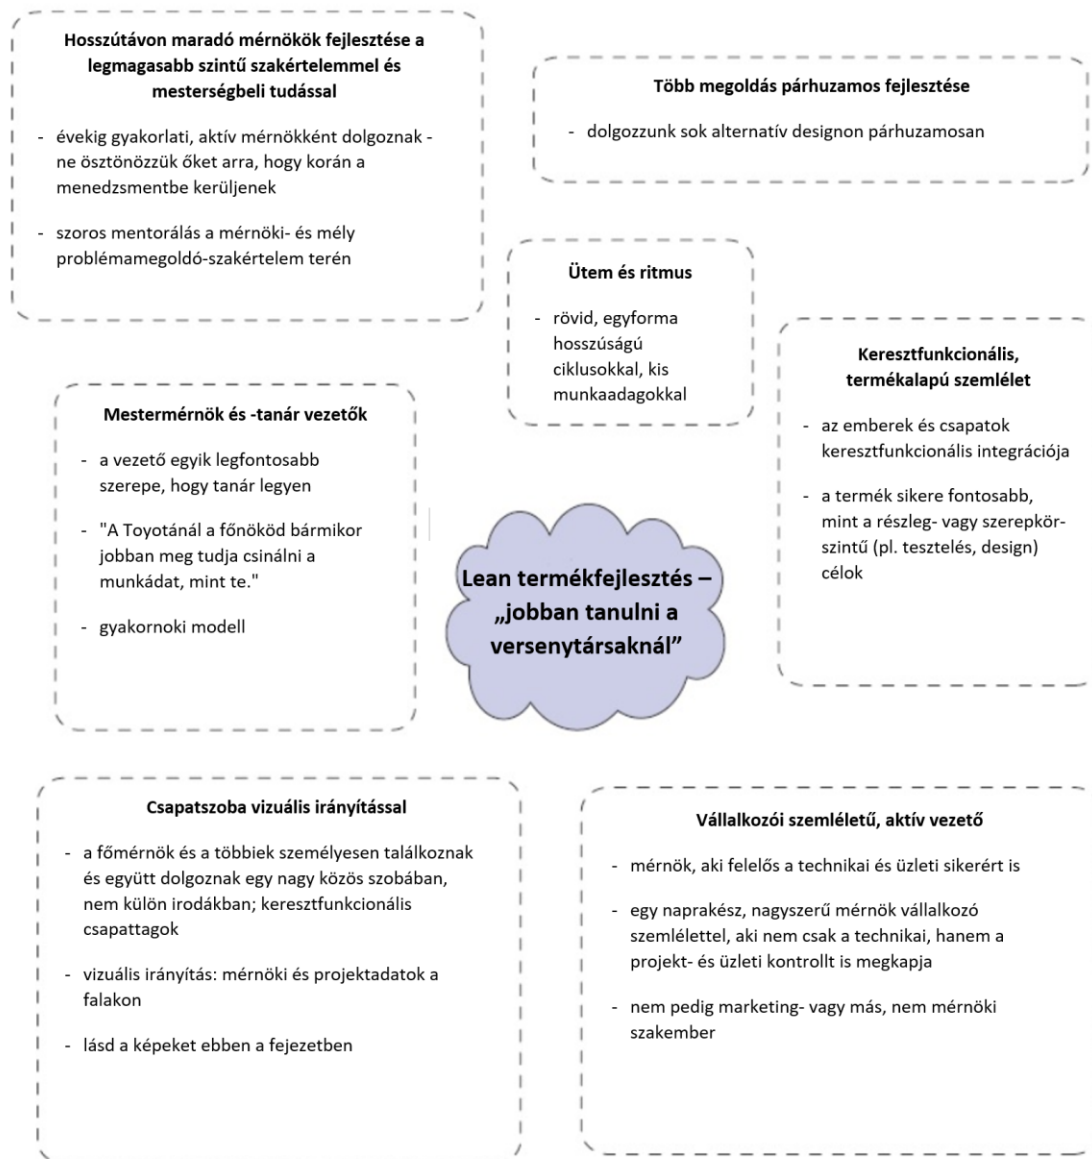 Hosszútávon maradó mérnökök fejlesztése a
legmagasabb szintű szakértelemmel és
mesterségbeli tudással
- évekig gyakorlati, aktív mérnökként dolgoznak -
ne ösztönözzük őket arra, hogy korán a
menedzsmentbe kerüljenek
- szoros mentorálás a mérnöki- és mély
problémamegoldó-szakértelem terén
Több megoldás párhuzamos fejlesztése
- dolgozzunk sok alternatív designon párhuzamosan
Ütem és ritmus
- rövid, egyforma
hosszúságú
ciklusokkal, kis
munkaadagokkal
Keresztfunkcionális,
termékalapú szemlélet
- az emberek és csapatok
keresztfunkcionális integrációja
- a termék sikere fontosabb,
mint a részleg- vagy szerepkör-
szintű (pl. tesztelés, design)
célok
Mestermérnök és -tanár vezetők
- a vezető egyik legfontosabb
szerepe, hogy tanár legyen
- "A Toyotánál a főnököd bármikor
jobban meg tudja csinálni a
munkádat, mint te."
- gyakornoki modell
Lean termékfejlesztés –
„jobban tanulni a
versenytársaknál”
Csapatszoba vizuális irányítással
- a főmérnök és a többiek személyesen találkoznak
és együtt dolgoznak egy nagy közös szobában,
nem külön irodákban; keresztfunkcionális
csapattagok
- vizuális irányítás: mérnöki és projektadatok a
falakon
- lásd a képeket ebben a fejezetben
Vállalkozói szemléletű, aktív vezető
- mérnök, aki felelős a technikai és üzleti sikerért is
- egy naprakész, nagyszerű mérnök vállalkozó
szemlélettel, aki nem csak a technikai, hanem a
projekt- és üzleti kontrollt is megkapja
- nem pedig marketing- vagy más, nem mérnöki
szakember